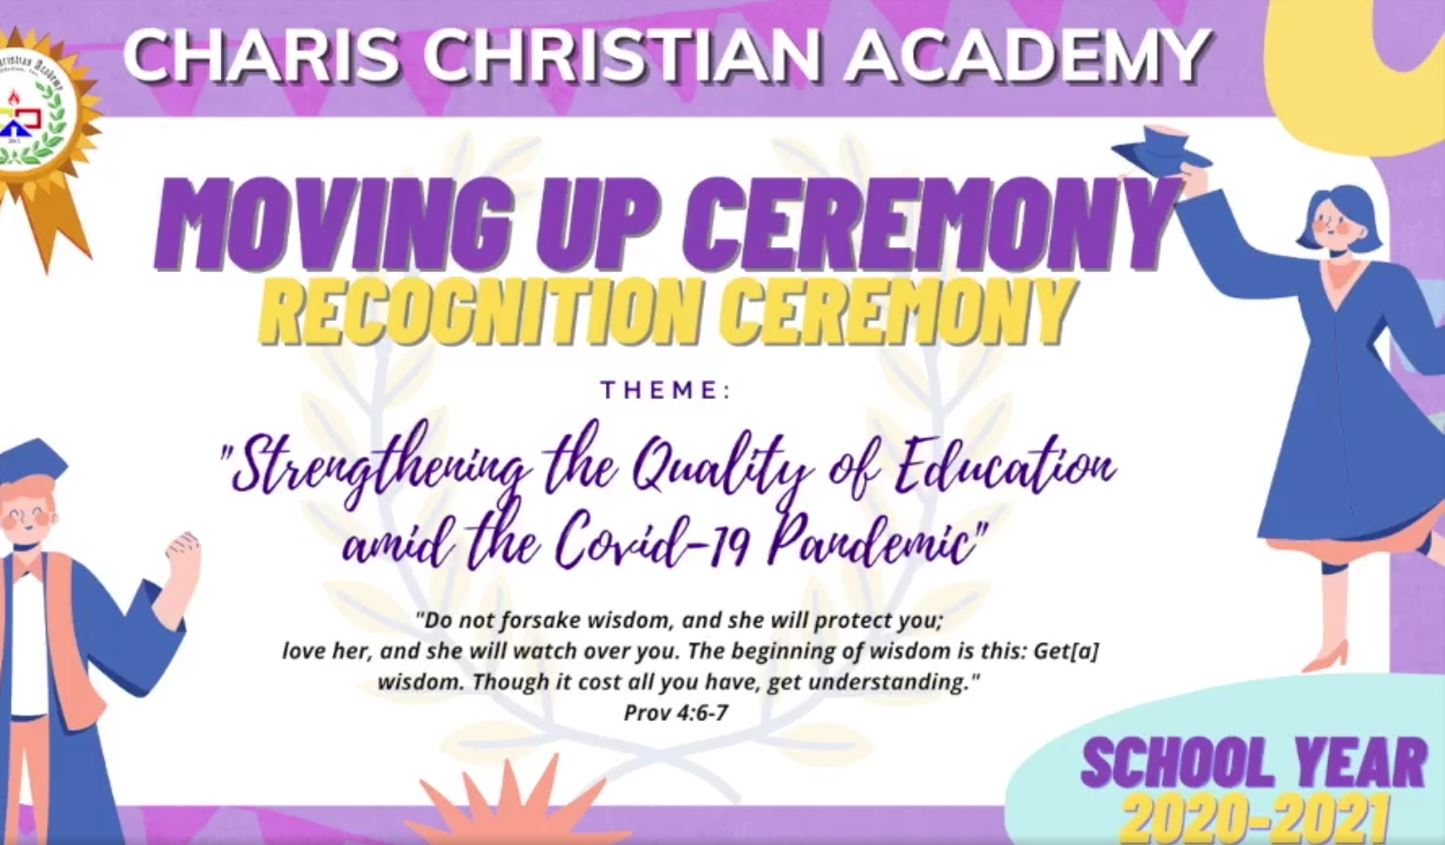 CHARIS CHRISTIAN ACADEMY
MOVING UP CEREMONY
RECOGNITION CEREMONY
THEME:
"Strengthening the Quality of Education
amid the Covid-19 Pandemic"
"Do not forsake wisdom, and she will protect you;
love her, and she will watch over you. The beginning of wisdom is this: Get[a]
wisdom. Though it cost all you have, get understanding."
Prov 4:6-7
SCHOOL YEAR
2020-2021